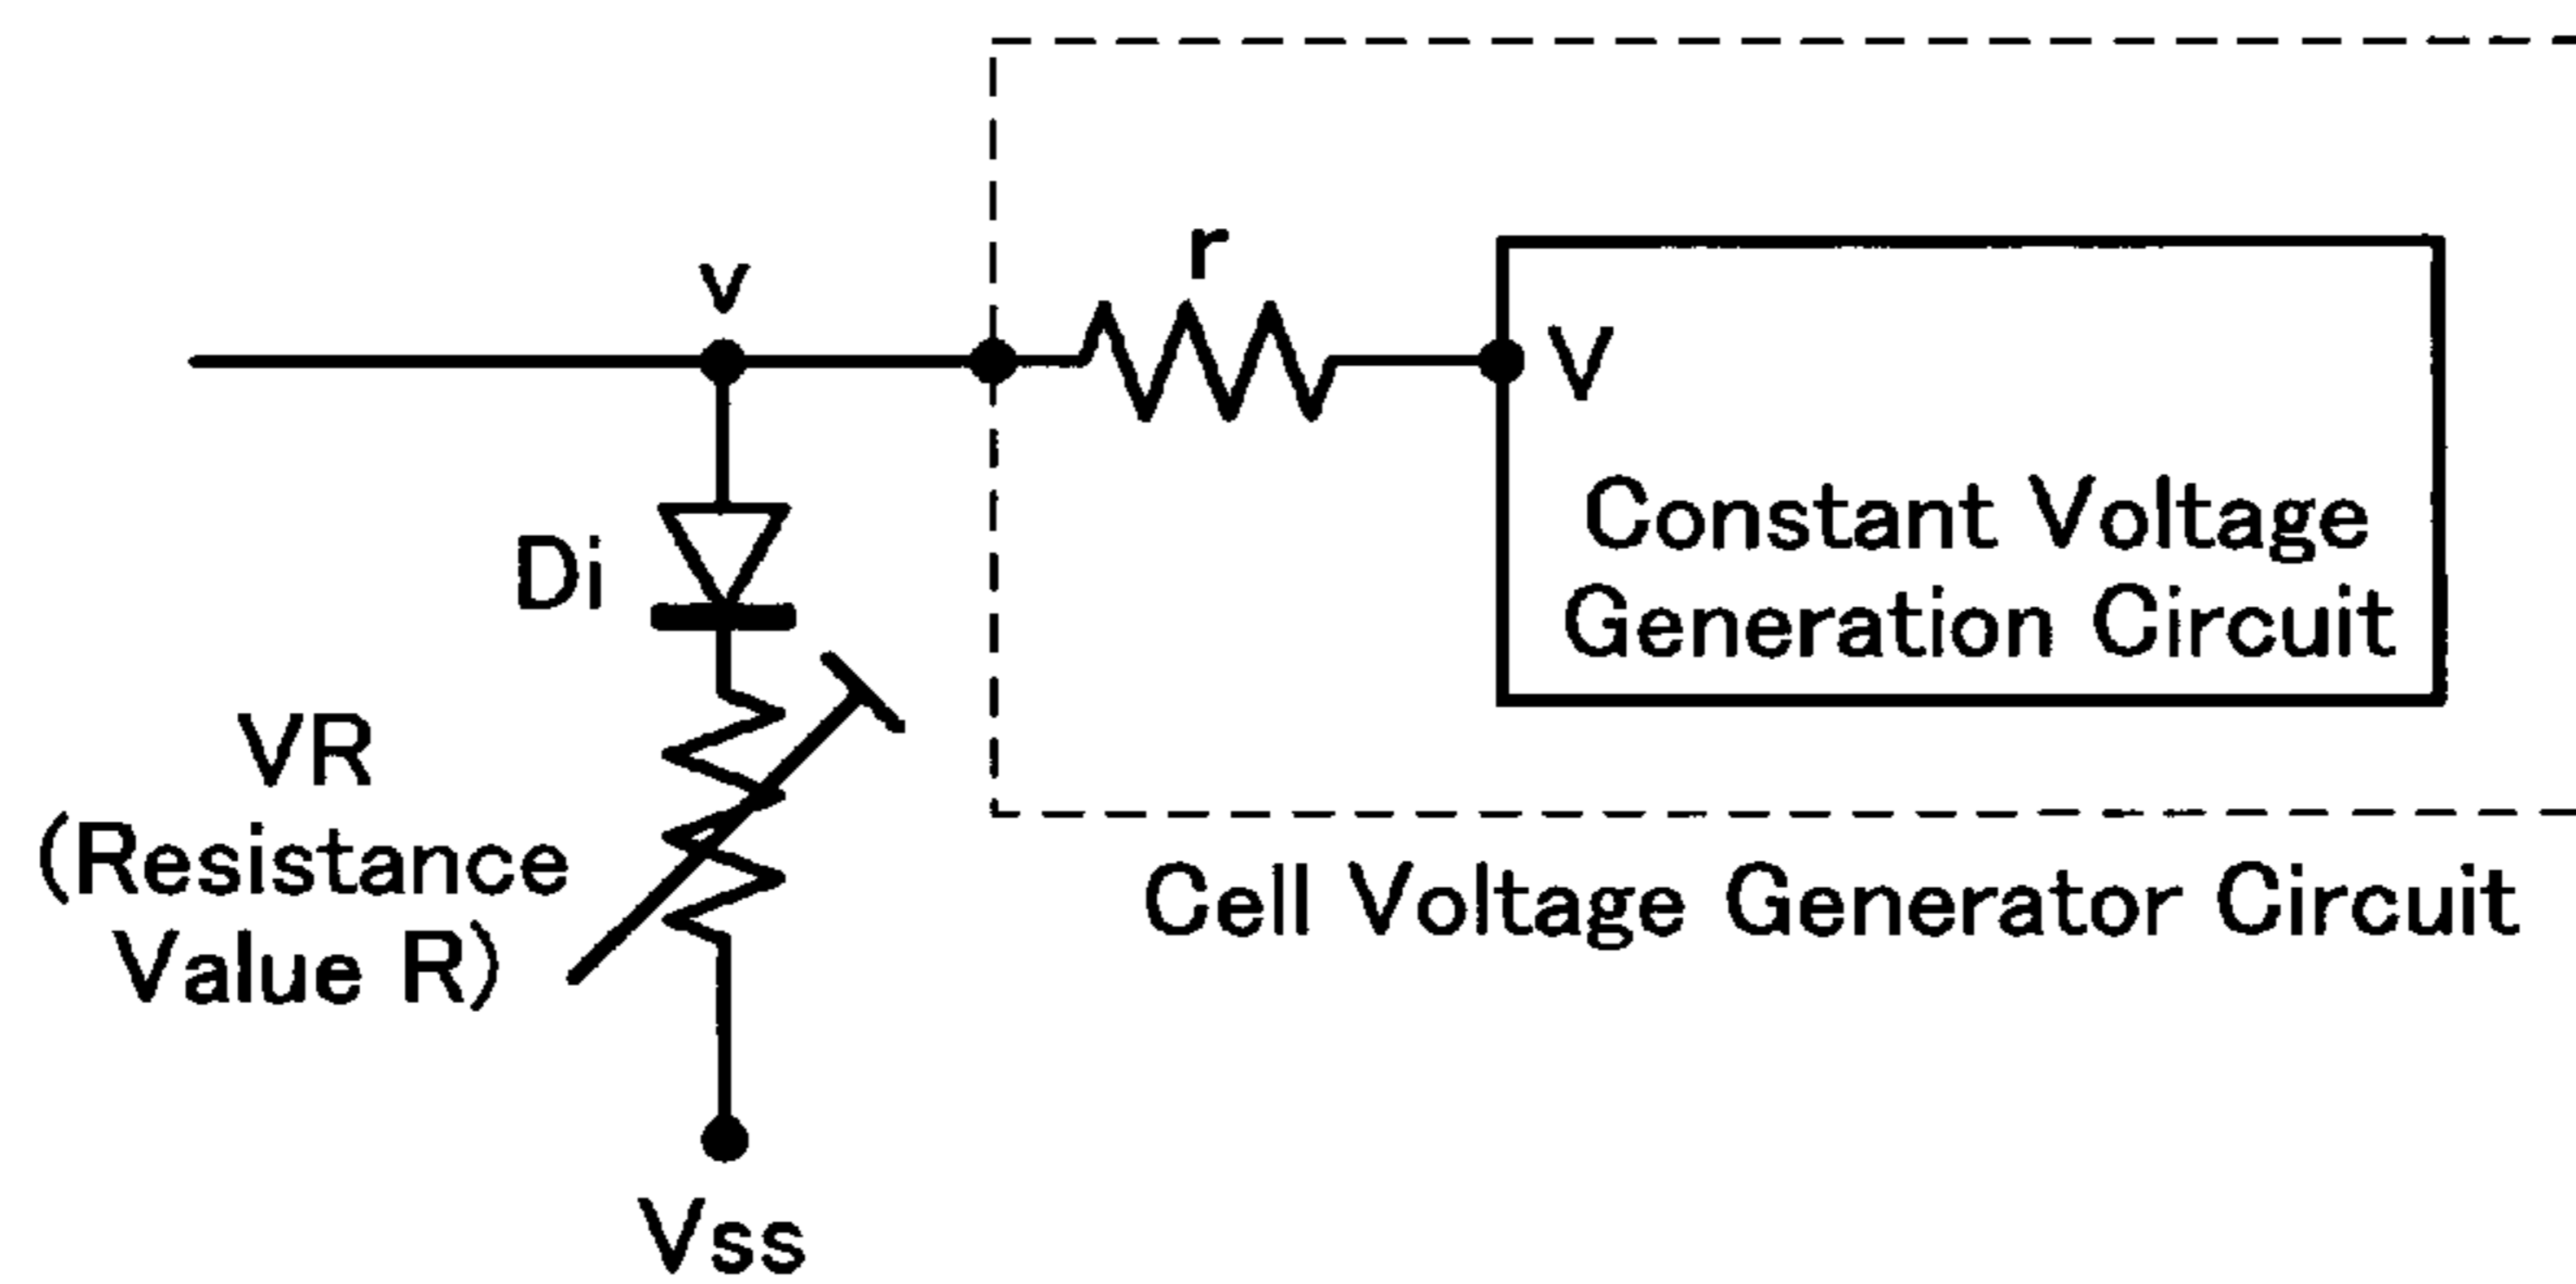 r
v
V
Constant Voltage
Generation Circuit
Di
VR
(Resistance
Value R)
Cell Voltage Generator Circuit
Vss